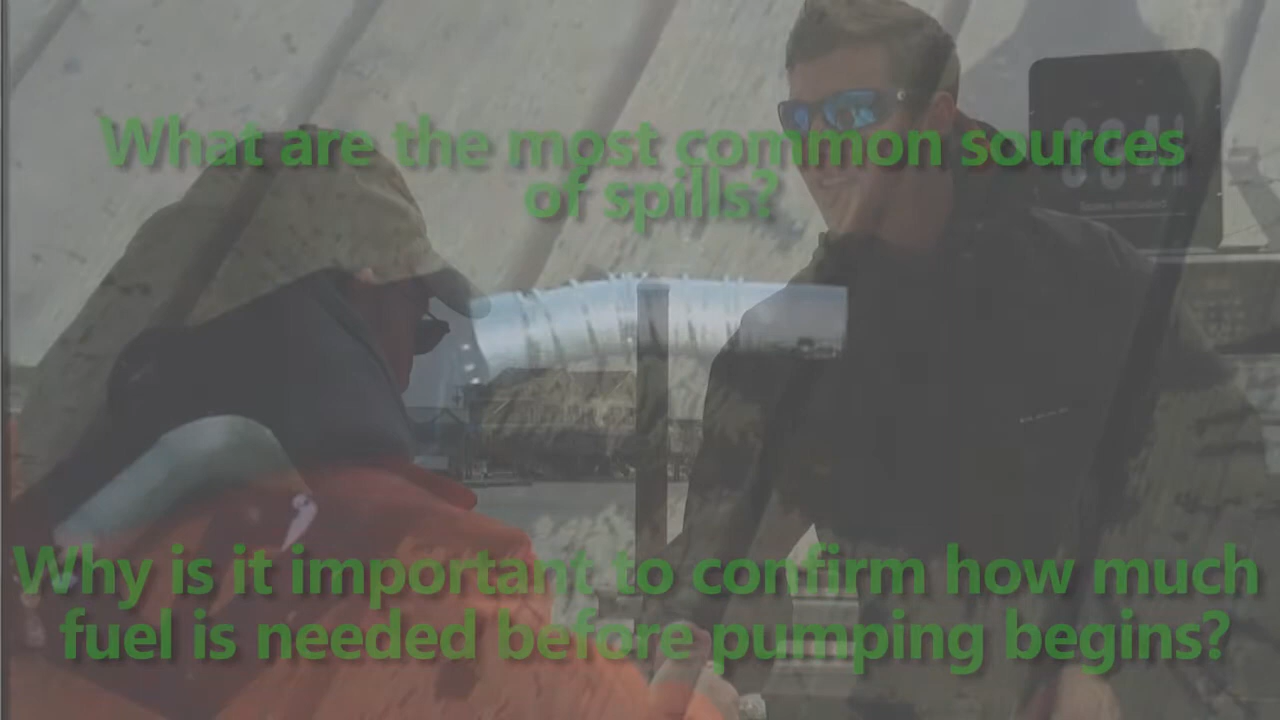 What are the most common sources
of spills?
Why is it important to confirm how much
fuel is needed before pumping begins?